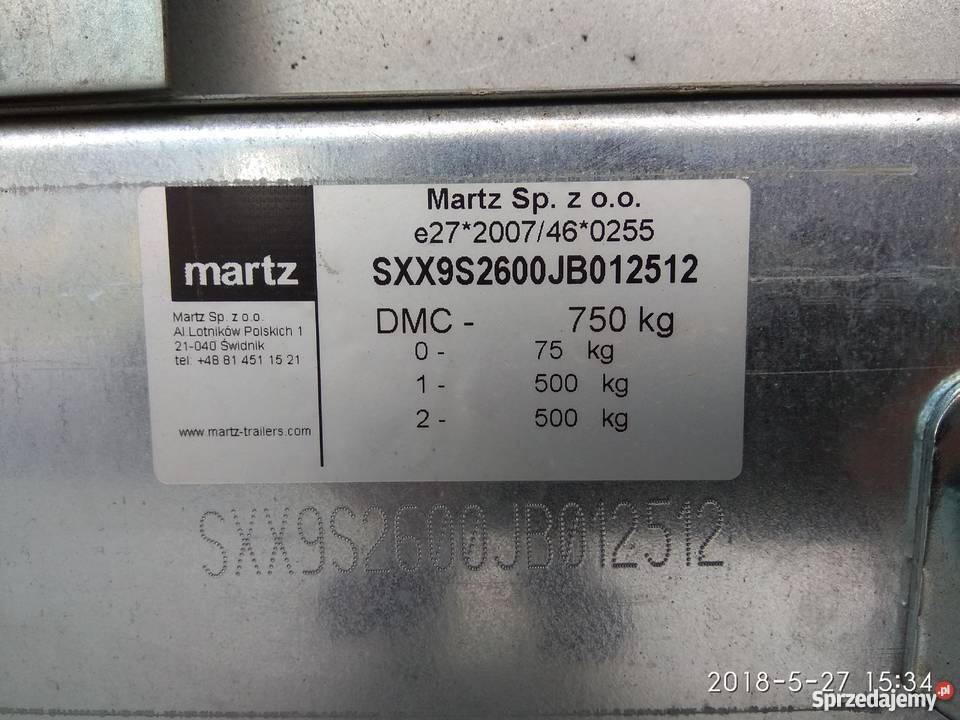 martz
Martz Sp. z o.o.
Al Lotników Polskich 1
21-040 Świdnik
tel: +48 81 451 15 21
www.martz-trailers.com
Martz Sp. z o.o.
e27*2007/46*0255
SXX9S2600JB012512
DMC - 750 kg
0 - 75 kg
1 - 500 kg
2 - 500 kg
SXX9S2600JB012512
2018-5-27 15:34
Sprzedajemy.pl